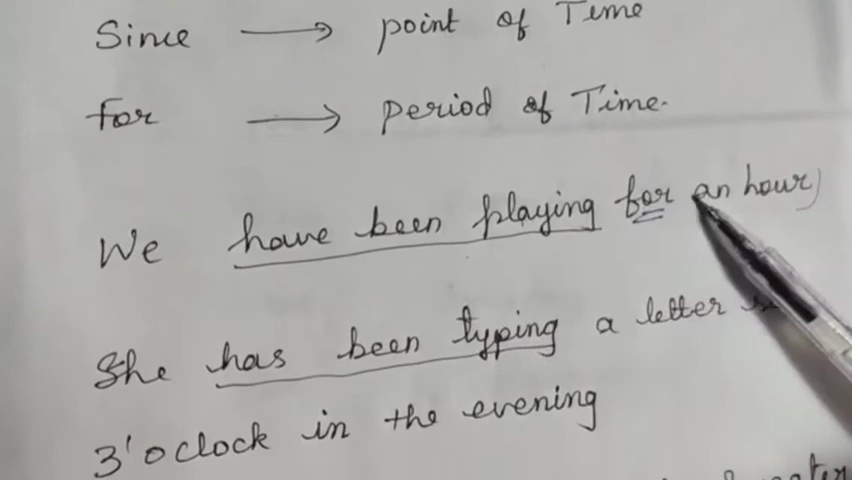 Since → point of Time
for → period of Time.
We have been playing for an hour)
She has been typing a letter
3'oclock in the evening